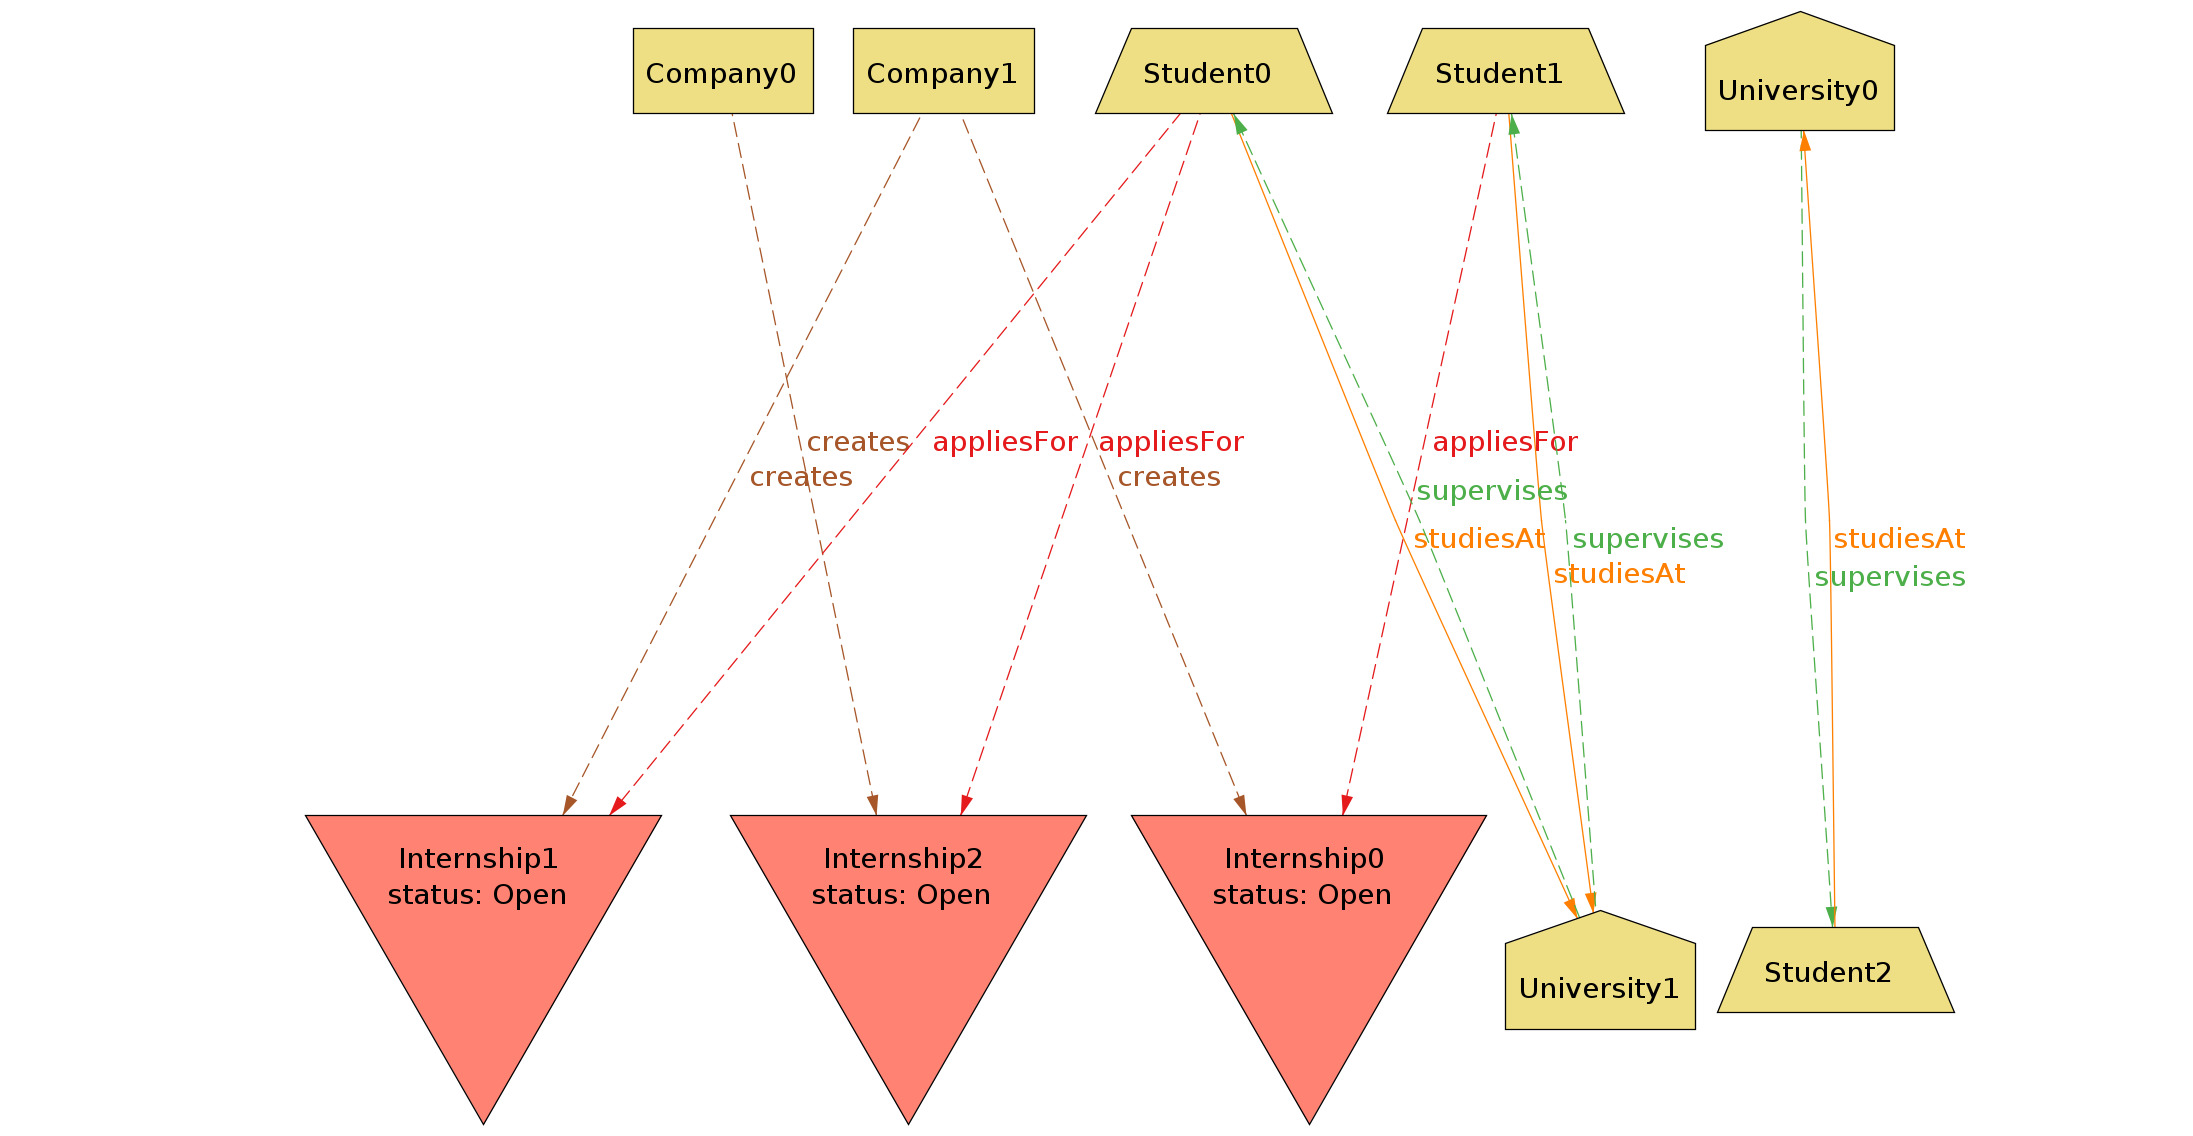 Company0
Company1
Student0
Student1
University0
creates
appliesFor
appliesFor
appliesFor
creates
creates
supervises
studiesAt
supervises
studiesAt
studiesAt
supervises
Internship1
status: Open
Internship2
status: Open
Internship0
status: Open
University1
Student2